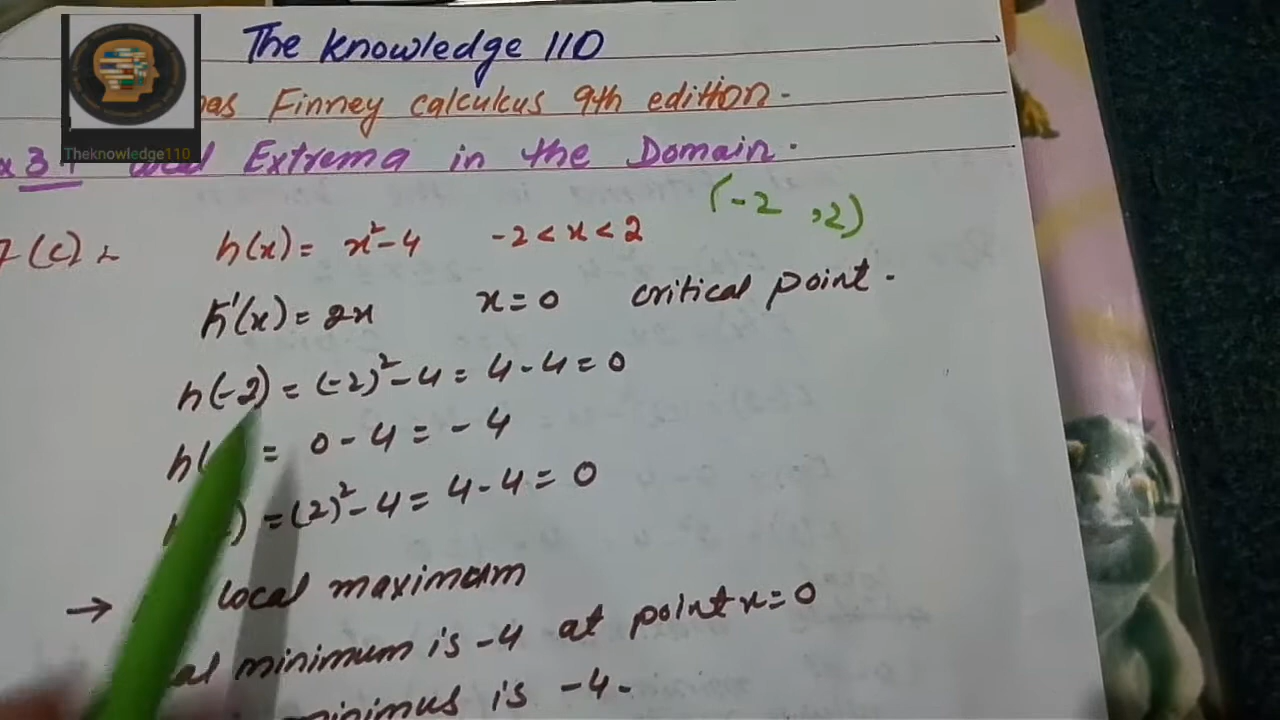 The knowledge 110
Theknowledge110
Finney calculus 9th edition.
Extrema in the Domain.
(-2 ,2)
h(x) = x²-4 -2<x<2
h'(x) = 2x x=0 critical point.
h(-2) = (-2)²-4 = 4-4=0
= 0-4 = -4
= (2)²-4 = 4-4=0
→ local maximum
minimum is -4 at point x=0
is -4.